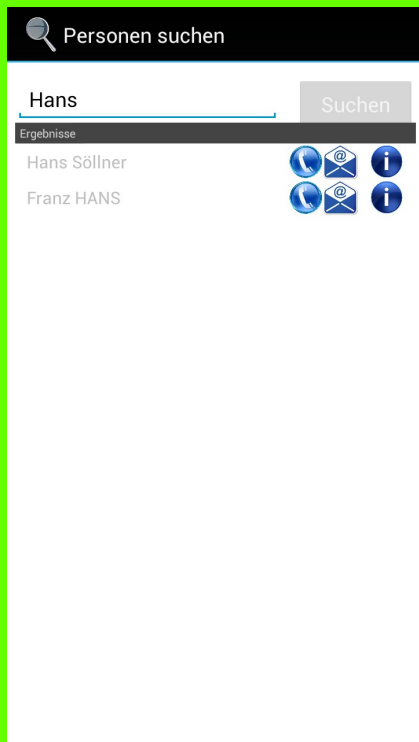 Personen suchen
Hans
Suchen
Ergebnisse
Hans Söllner
Franz HANS